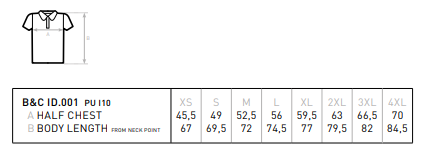 A
B
B&C ID.001 PU I10 XS S M L XL 2XL 3XL 4XL
A HALF CHEST 45,5 49 52,5 56 59,5 63 66,5 70
B BODY LENGTH FROM NECK POINT 67 69,5 72 74,5 77 79,5 82 84,5